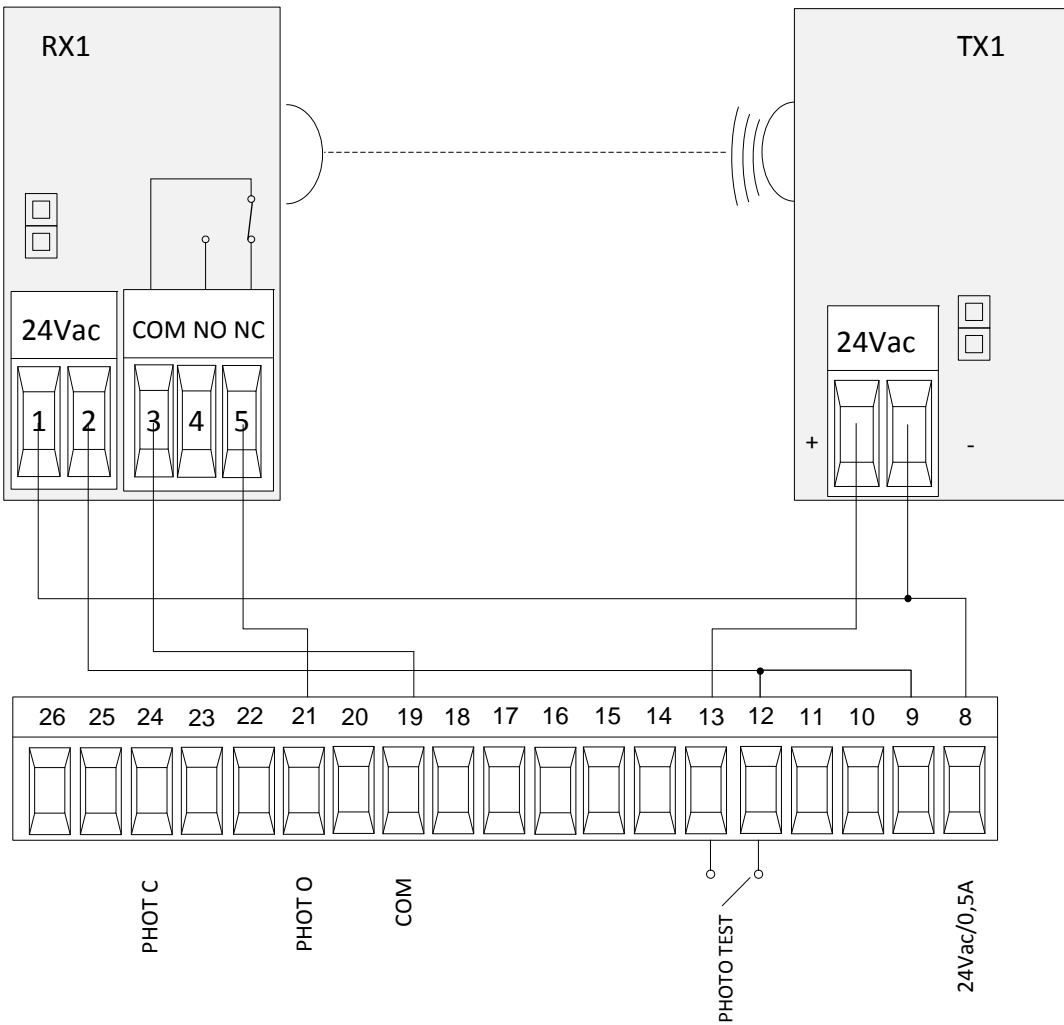 RX1
TX1
24Vac
COM NO NC
24Vac
1 2 3 4 5
+ -
26 25 24 23 22 21 20 19 18 17 16 15 14 13 12 11 10 9 8
PHOT C
PHOT O
COM
PHOTO TEST
24Vac/0,5A